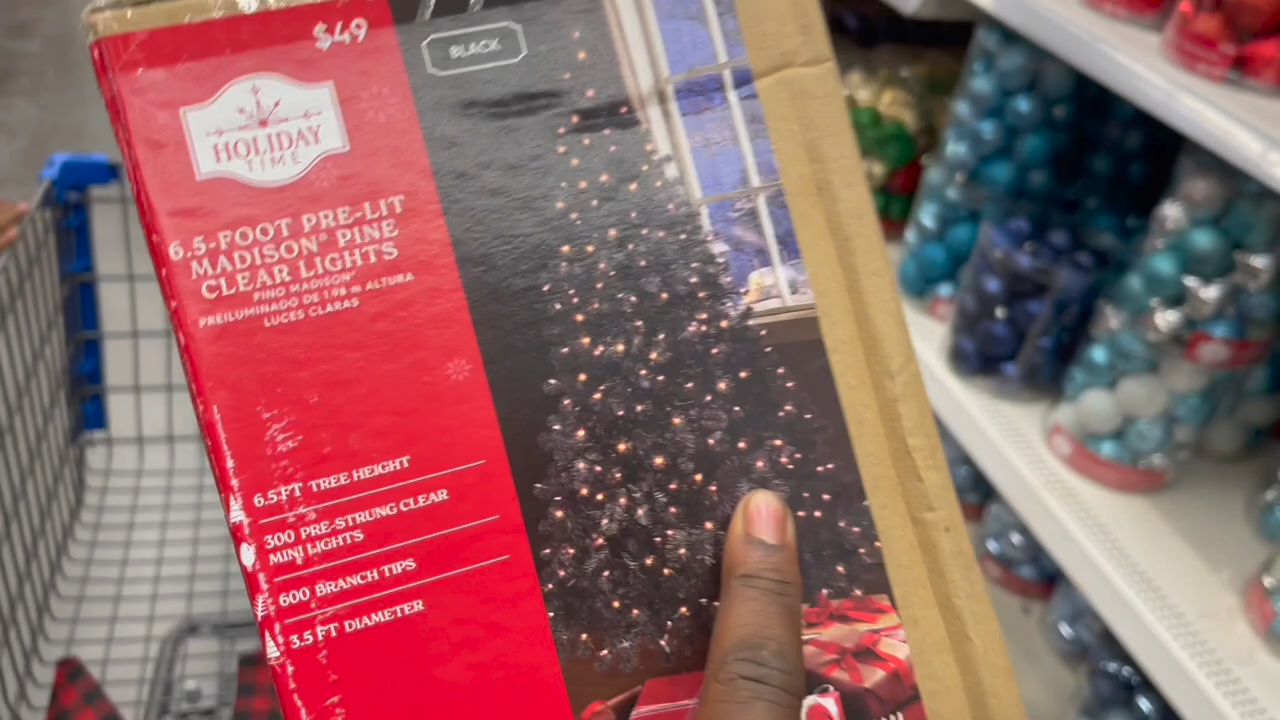 $49
BLACK
HOLIDAY
TIME
6.5-FOOT PRE-LIT
MADISON® PINE
CLEAR LIGHTS
PINO MADISON®
PREILUMINADO DE 1.98 m ALTURA
LUCES CLARAS
6.5 FT TREE HEIGHT
300 PRE-STRUNG CLEAR
MINI LIGHTS
600 BRANCH TIPS
3.5 FT DIAMETER